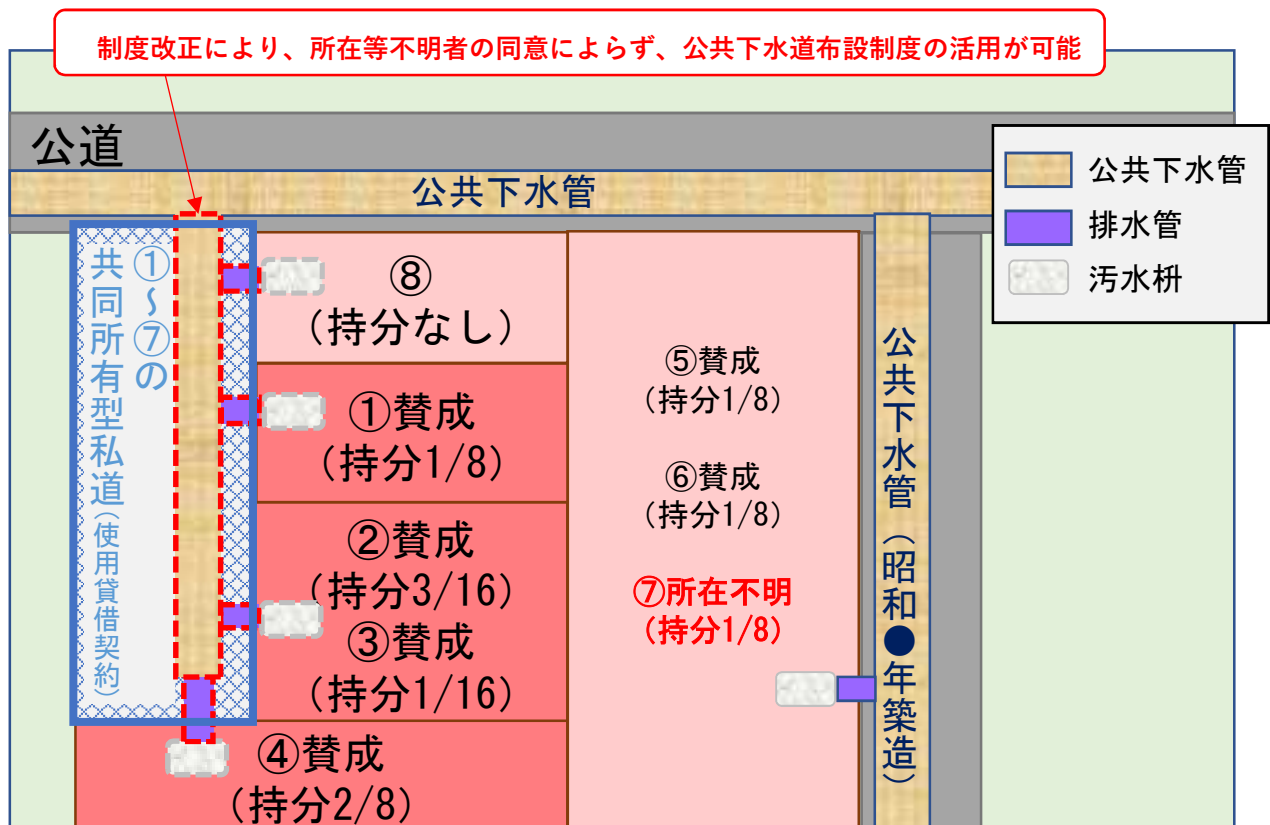 制度改正により、所在等不明者の同意によらず、公共下水道布設制度の活用が可能
公道
公共下水管
公共下水管
排水管
汚水枡
①～⑦の
共同所有型私道（使用貸借契約）
⑧
（持分なし）
①賛成
（持分1/8）
②賛成
（持分3/16）
③賛成
（持分1/16）
④賛成
（持分2/8）
⑤賛成
（持分1/8）
⑥賛成
（持分1/8）
⑦所在不明
（持分1/8）
公共下水管（昭和●年築造）